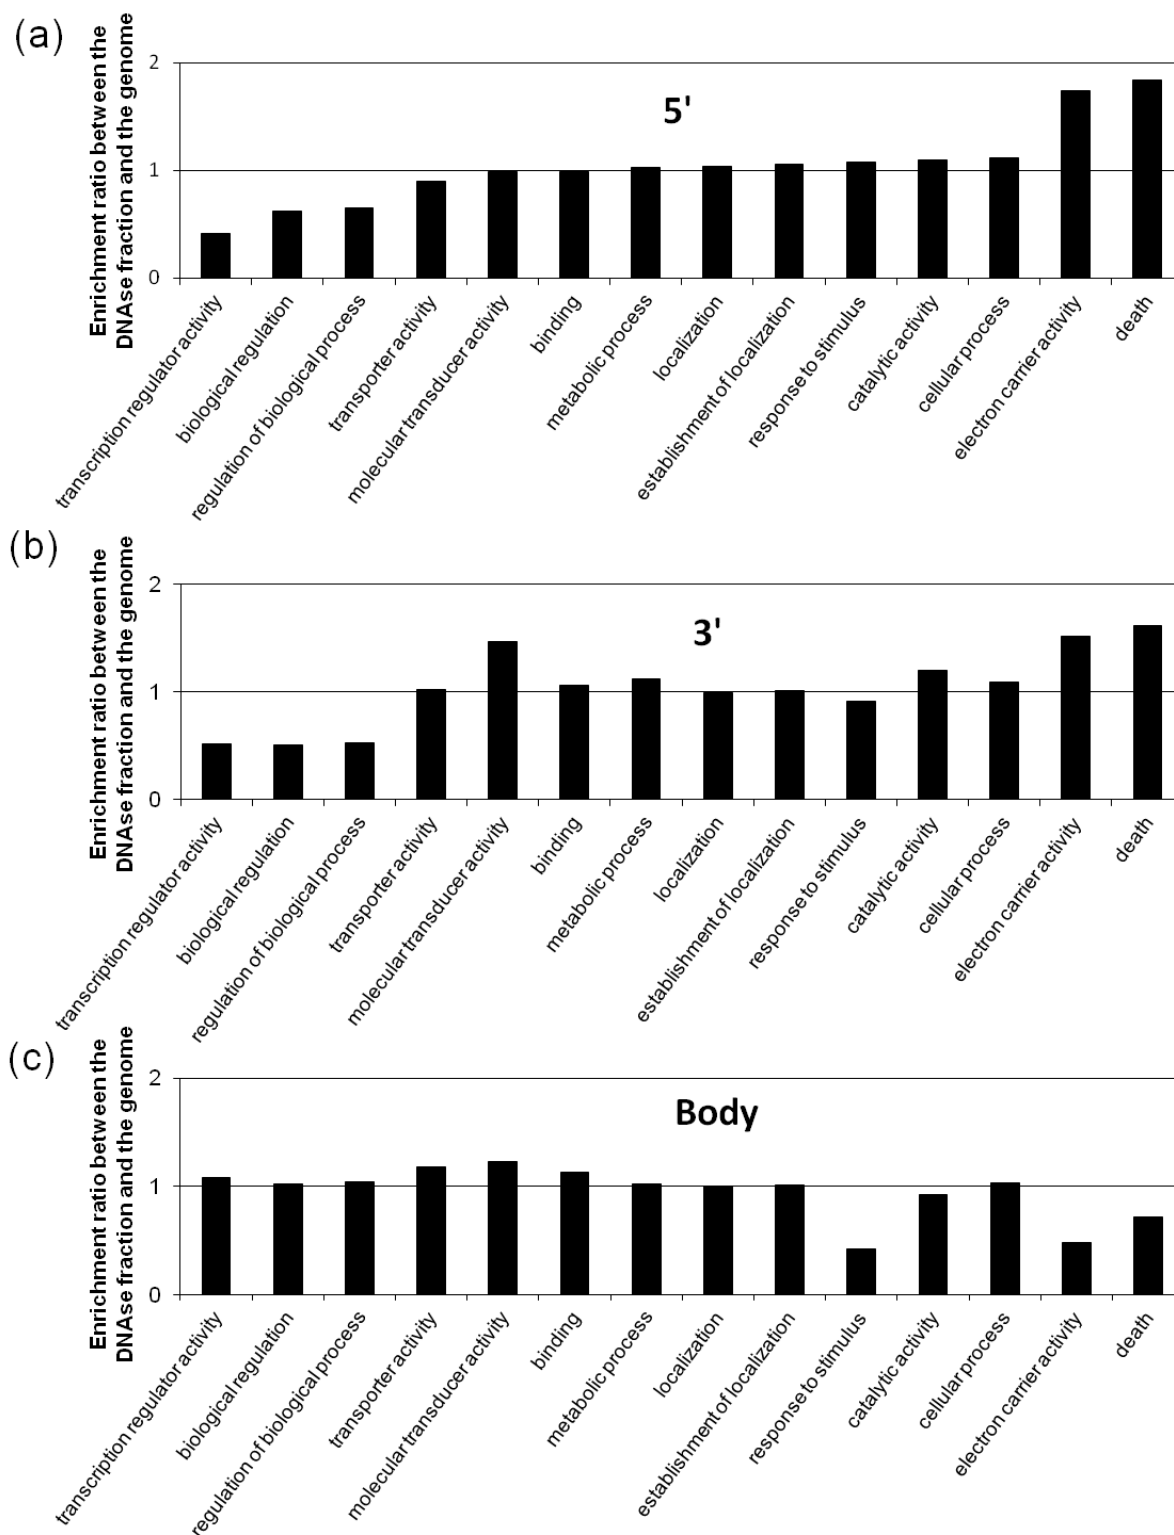 (a)
Enrichment ratio between the
DNAse fraction and the genome
2
1
0
5'
transcription regulator activity
biological regulation
regulation of biological process
transporter activity
molecular transducer activity
binding
metabolic process
localization
establishment of localization
response to stimulus
catalytic activity
cellular process
electron carrier activity
death
(b)
Enrichment ratio between the
DNAse fraction and the genome
2
1
0
3'
transcription regulator activity
biological regulation
regulation of biological process
transporter activity
molecular transducer activity
binding
metabolic process
localization
establishment of localization
response to stimulus
catalytic activity
cellular process
electron carrier activity
death
(c)
Enrichment ratio between the
DNAse fraction and the genome
2
1
0
Body
transcription regulator activity
biological regulation
regulation of biological process
transporter activity
molecular transducer activity
binding
metabolic process
localization
establishment of localization
response to stimulus
catalytic activity
cellular process
electron carrier activity
death